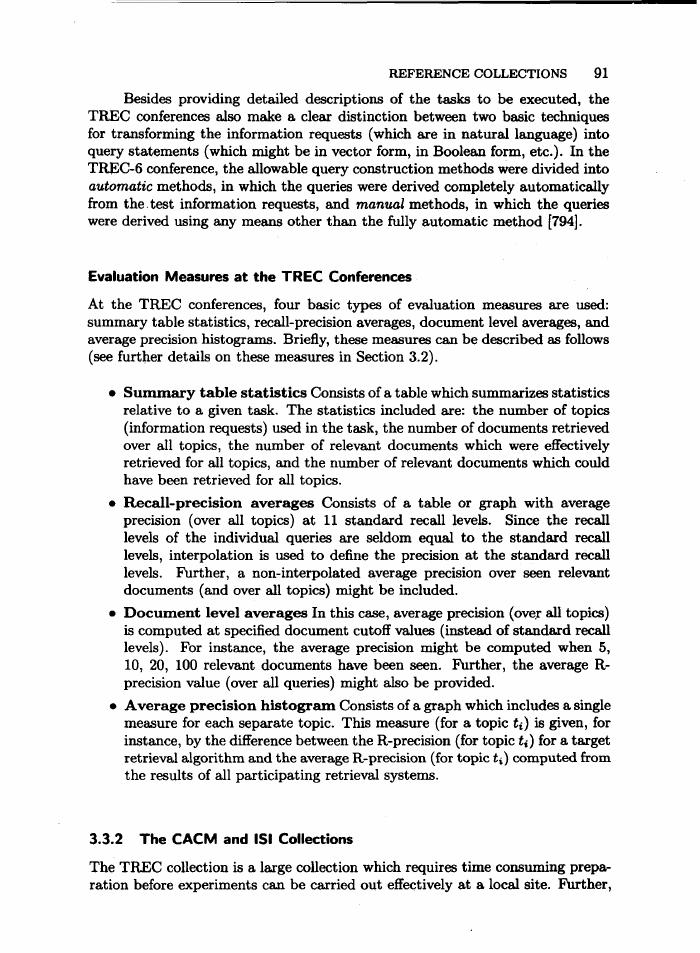 REFERENCE COLLECTIONS 91
Besides providing detailed descriptions of the tasks to be executed, the
TREC conferences also make a clear distinction between two basic techniques
for transforming the information requests (which are in natural language) into
query statements (which might be in vector form, in Boolean form, etc.). In the
TREC-6 conference, the allowable query construction methods were divided into
automatic methods, in which the queries were derived completely automatically
from the test information requests, and manual methods, in which the queries
were derived using any means other than the fully automatic method [794].
Evaluation Measures at the TREC Conferences
At the TREC conferences, four basic types of evaluation measures are used:
summary table statistics, recall-precision averages, document level averages, and
average precision histograms. Briefly, these measures can be described as follows
(see further details on these measures in Section 3.2).
• Summary table statistics Consists of a table which summarizes statistics
relative to a given task. The statistics included are: the number of topics
(information requests) used in the task, the number of documents retrieved
over all topics, the number of relevant documents which were effectively
retrieved for all topics, and the number of relevant documents which could
have been retrieved for all topics.
• Recall-precision averages Consists of a table or graph with average
precision (over all topics) at 11 standard recall levels. Since the recall
levels of the individual queries are seldom equal to the standard recall
levels, interpolation is used to define the precision at the standard recall
levels. Further, a non-interpolated average precision over seen relevant
documents (and over all topics) might be included.
• Document level averages In this case, average precision (over all topics)
is computed at specified document cutoff values (instead of standard recall
levels). For instance, the average precision might be computed when 5,
10, 20, 100 relevant documents have been seen. Further, the average R-
precision value (over all queries) might also be provided.
• Average precision histogram Consists of a graph which includes a single
measure for each separate topic. This measure (for a topic ti) is given, for
instance, by the difference between the R-precision (for topic ti) for a target
retrieval algorithm and the average R-precision (for topic ti) computed from
the results of all participating retrieval systems.
3.3.2 The CACM and ISI Collections
The TREC collection is a large collection which requires time consuming prepa-
ration before experiments can be carried out effectively at a local site. Further,